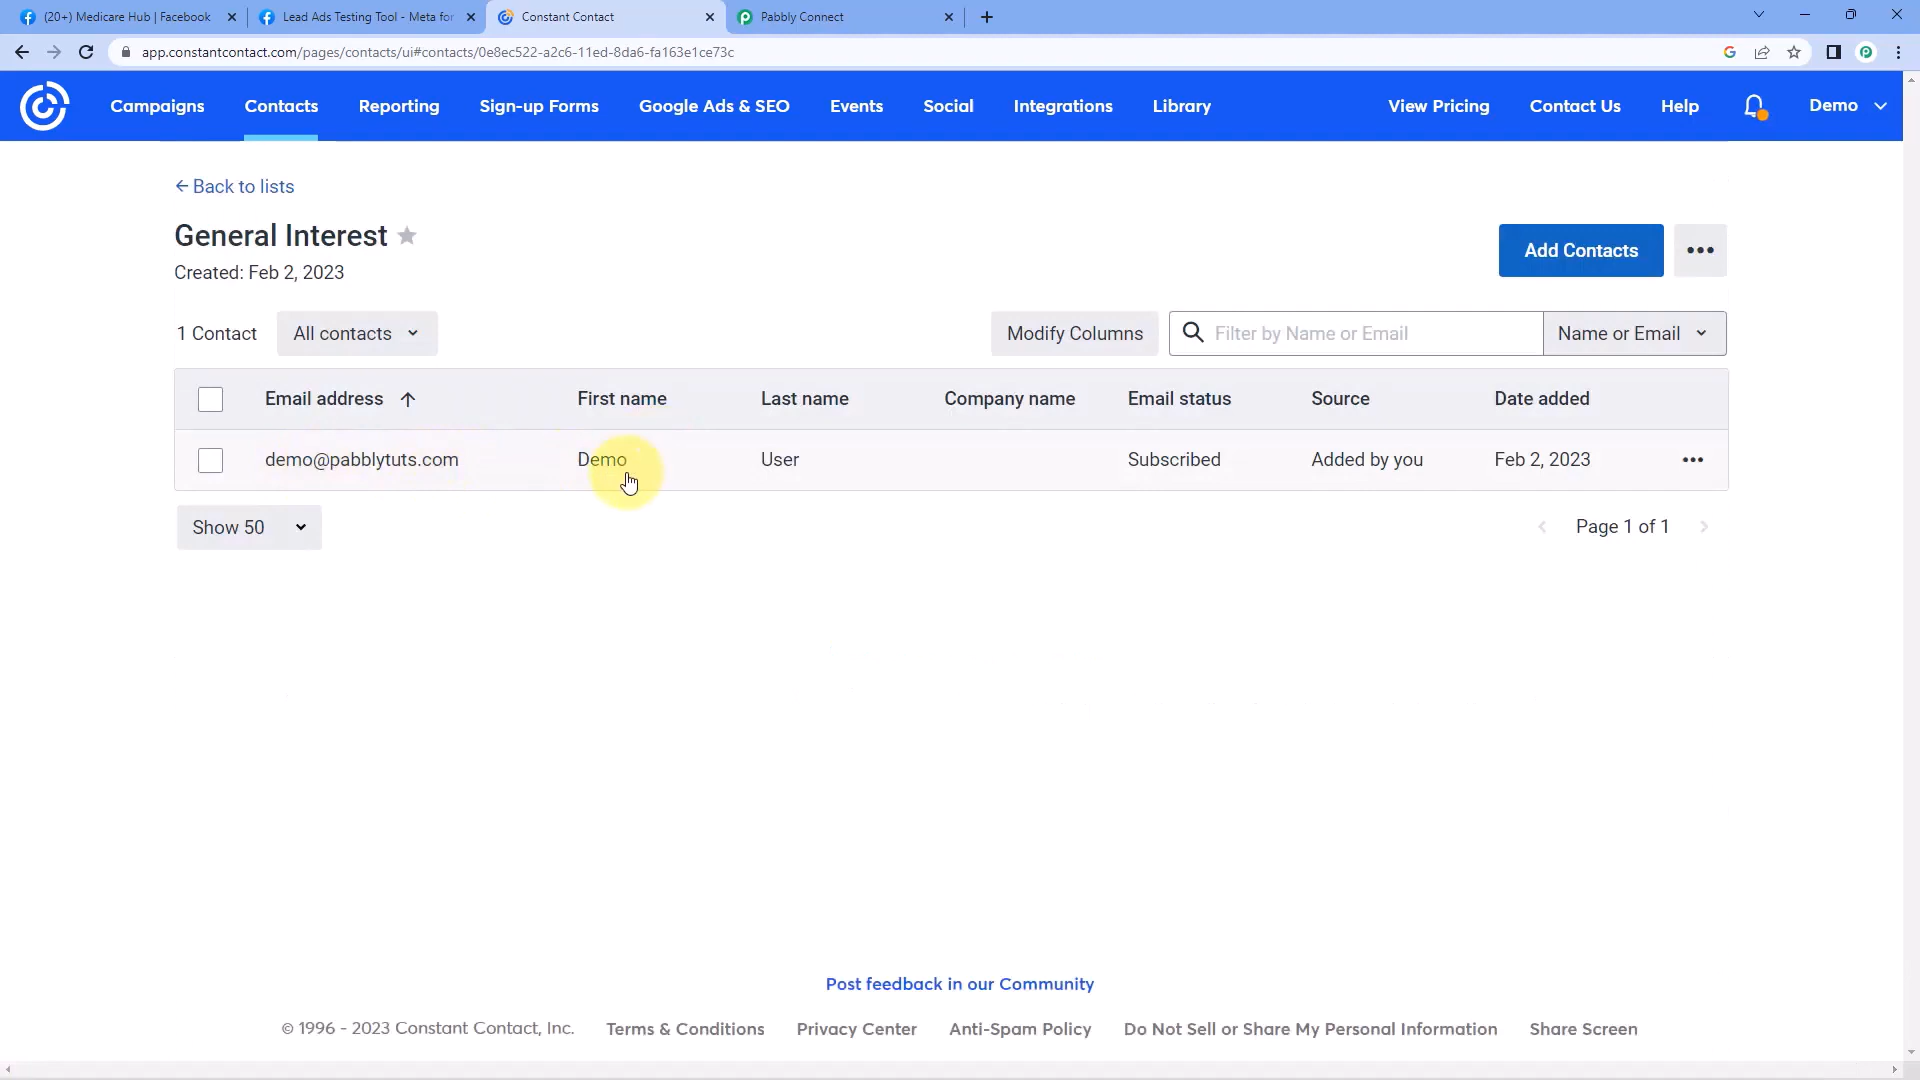 (20+) Medicare Hub | Facebook
Lead Ads Testing Tool - Meta for
Constant Contact
Pabbly Connect
app.constantcontact.com/pages/contacts/ui#contacts/0e8ec522-a2c6-11ed-8da6-fa163e1ce73c
Campaigns Contacts Reporting Sign-up Forms Google Ads & SEO Events Social Integrations Library View Pricing Contact Us Help Demo
Back to lists
General Interest
Created: Feb 2, 2023
Add Contacts
1 Contact All contacts Modify Columns Filter by Name or Email Name or Email
Email address First name Last name Company name Email status Source Date added
demo@pabblytuts.com Demo User Subscribed Added by you Feb 2, 2023
Show 50 Page 1 of 1
Post feedback in our Community
© 1996 - 2023 Constant Contact, Inc. Terms & Conditions Privacy Center Anti-Spam Policy Do Not Sell or Share My Personal Information Share Screen